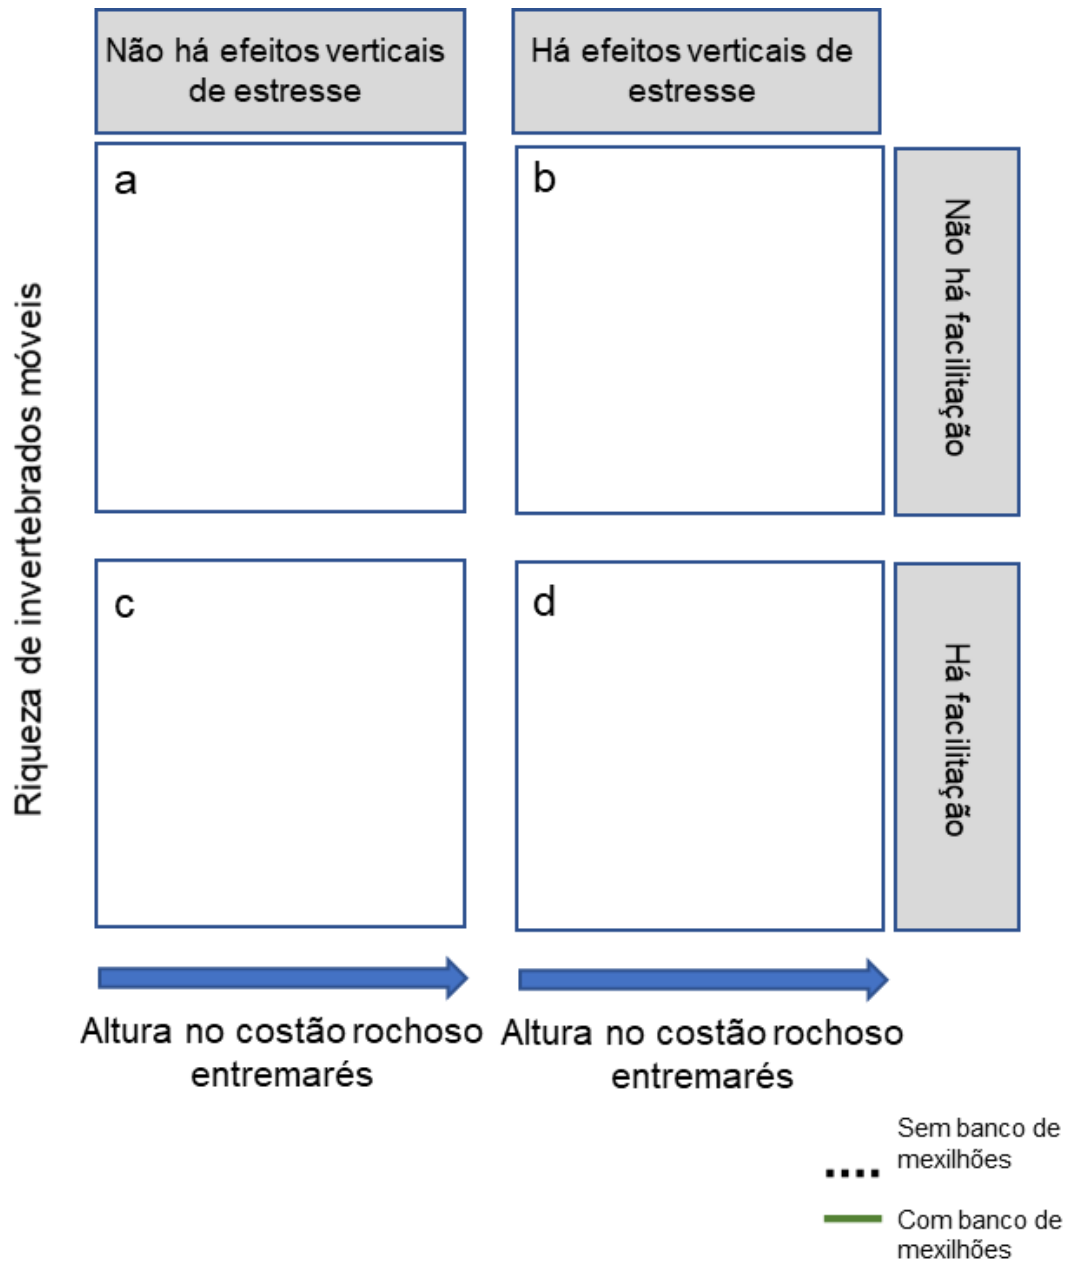 Não há efeitos verticais
de estresse
Há efeitos verticais de
estresse
a
b
Não há facilitação
Riqueza de invertebrados móveis
c
d
Há facilitação
Altura no costão rochoso
entremarés
Altura no costão rochoso
entremarés
Sem banco de
mexilhões
Com banco de
mexilhões